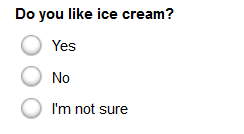 Do you like ice cream?
Yes
No
I'm not sure